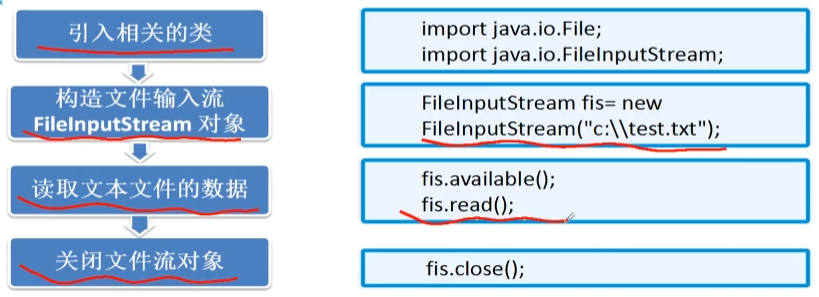 引入相关的类
import java.io.File;
import java.io.FileInputStream;
构造文件输入流
FileInputStream 对象
FileInputStream fis= new
FileInputStream("c:\\test.txt");
读取文本文件的数据
fis.available();
fis.read();
关闭文件流对象
fis.close();